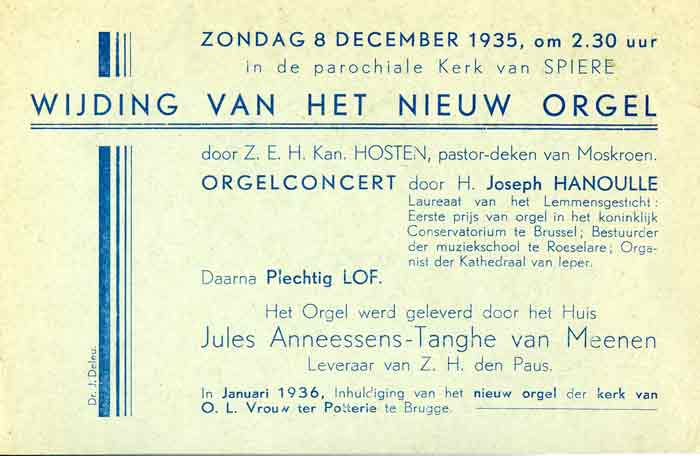 ZONDAG 8 DECEMBER 1935, om 2.30 uur
in de parochiale Kerk van SPIERE
WIJDING VAN HET NIEUW ORGEL
door Z. E. H. Kan. HOSTEN, pastor-deken van Moskroen.
ORGELCONCERT door H. Joseph HANOULLE
Laureaat van het Lemmensgesticht:
Eerste prijs van orgel in het koninklijk
Conservatorium te Brussel; Bestuurder
der muziekschool te Roeselare; Orga-
nist der Kathedraal van Ieper.
Daarna Plechtig LOF.
Het Orgel werd geleverd door het Huis
Jules Anneessens-Tanghe van Meenen
Leveraar van Z. H. den Paus.
In Januari 1936, Inhuldiging van het nieuw orgel der kerk van
O. L. Vrouw ter Potterie te Brugge.
Dr. J. Deleu.